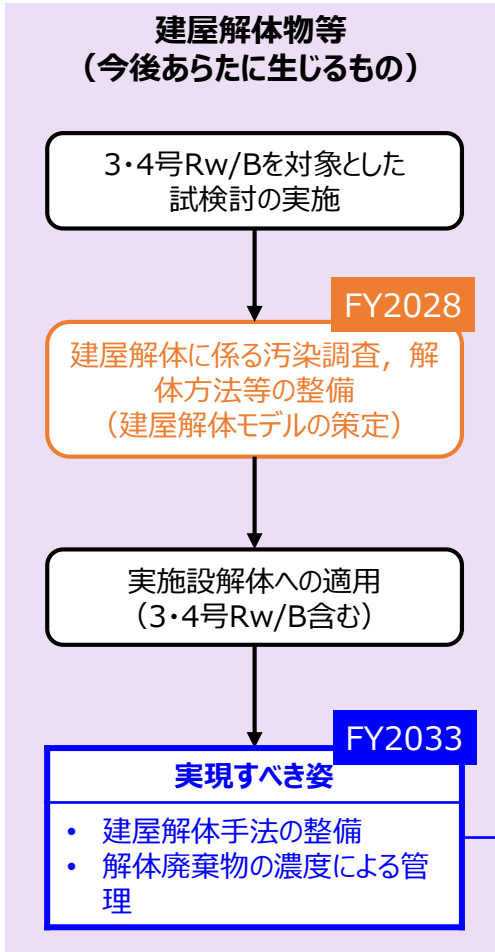 建屋解体物等
（今後あらたに生じるもの）
3・4号Rw/Bを対象とした
試検討の実施
FY2028
建屋解体に係る汚染調査，解
体方法等の整備
（建屋解体モデルの策定）
実施設解体への適用
（3・4号Rw/B含む）
FY2033
実現すべき姿
• 建屋解体手法の整備
• 解体廃棄物の濃度による管
理